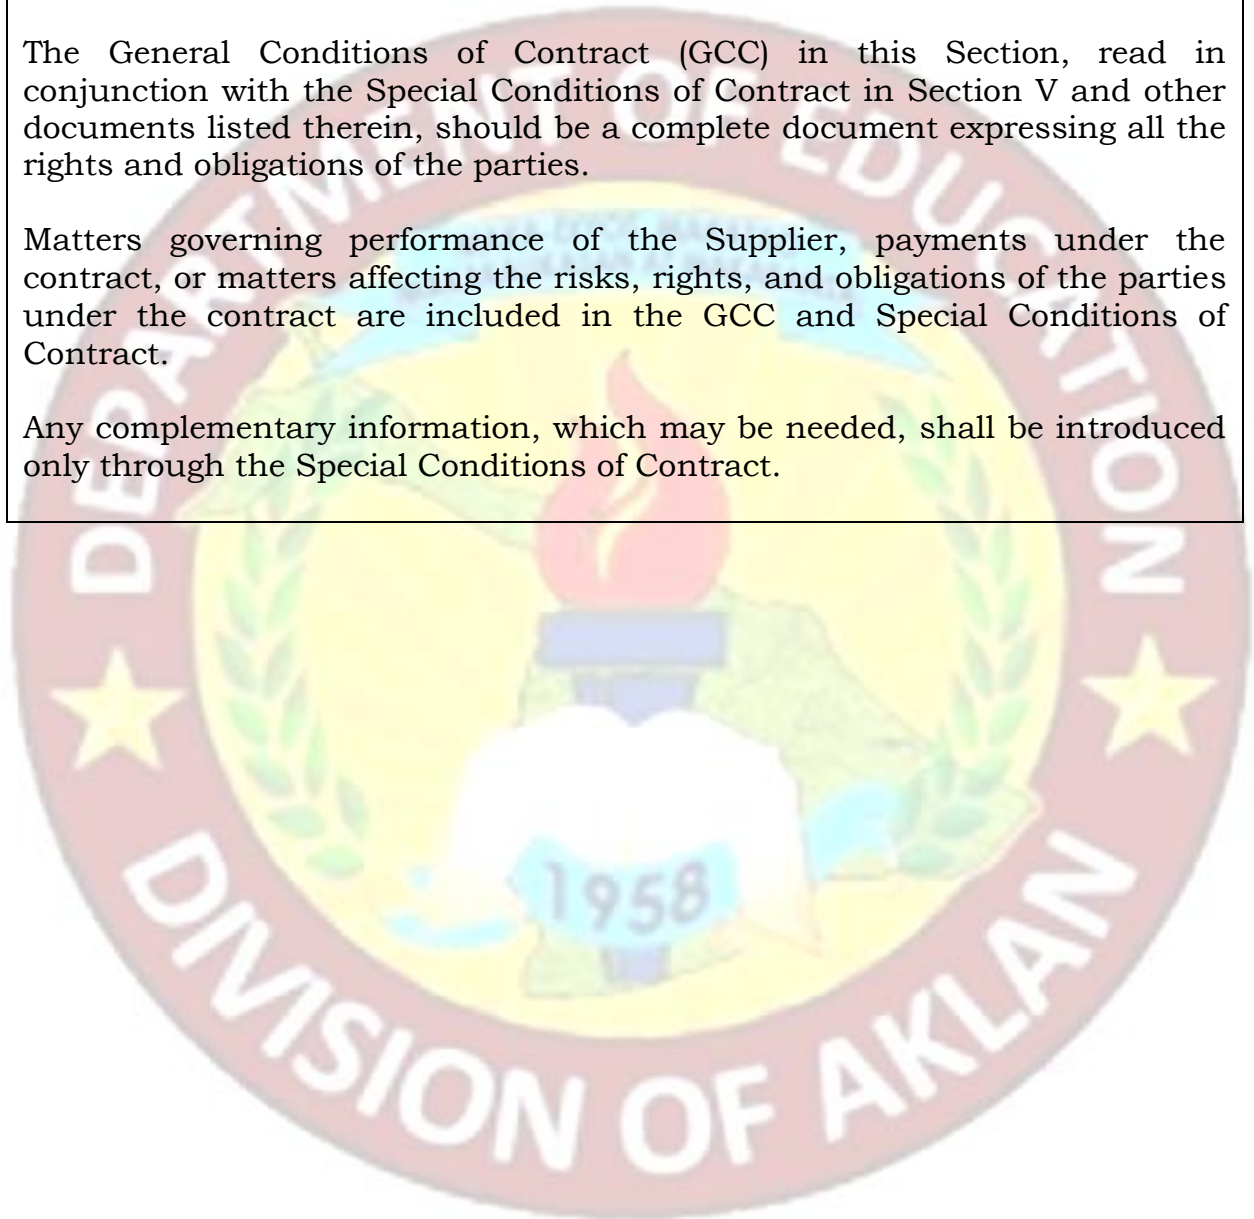 The General Conditions of Contract (GCC) in this Section, read in
conjunction with the Special Conditions of Contract in Section V and other
documents listed therein, should be a complete document expressing all the
rights and obligations of the parties.
Matters governing performance of the Supplier, payments under the
contract, or matters affecting the risks, rights, and obligations of the parties
under the contract are included in the GCC and Special Conditions of
Contract.
Any complementary information, which may be needed, shall be introduced
only through the Special Conditions of Contract.
DEPARTMENT OF EDUCATION
1958
DIVISION OF AKLAN